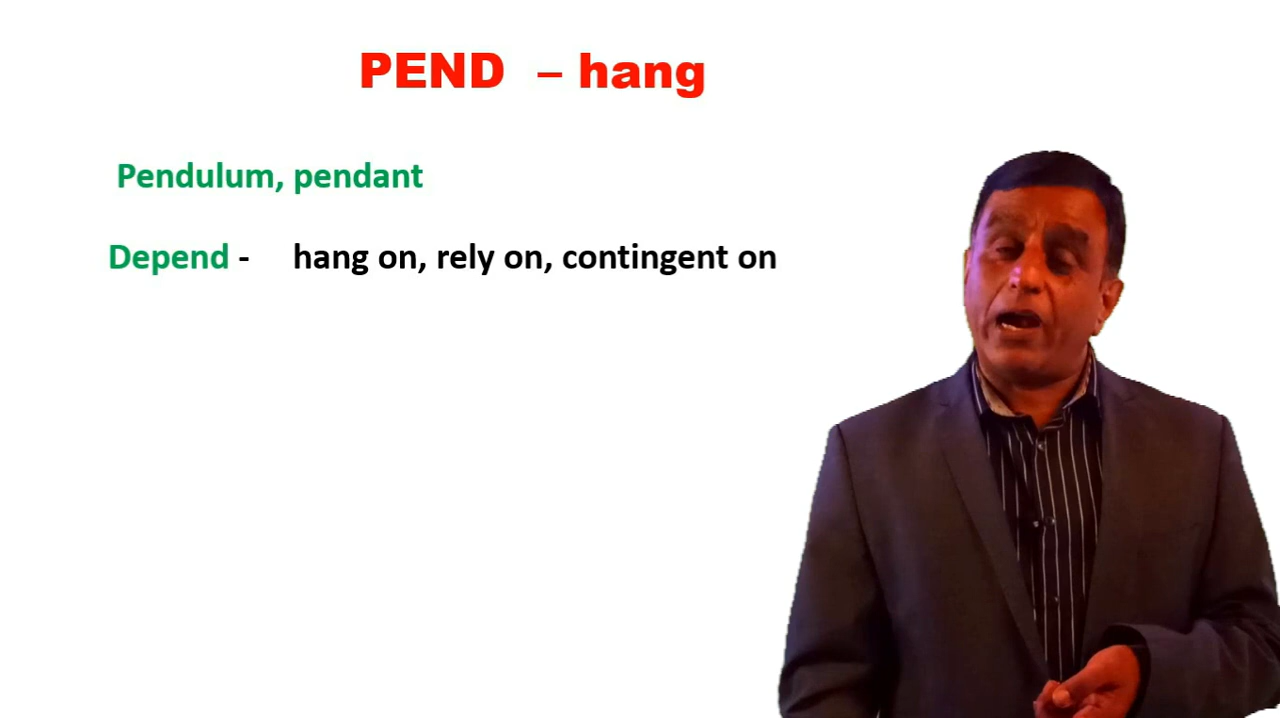 PEND – hang
Pendulum, pendant
Depend - hang on, rely on, contingent on